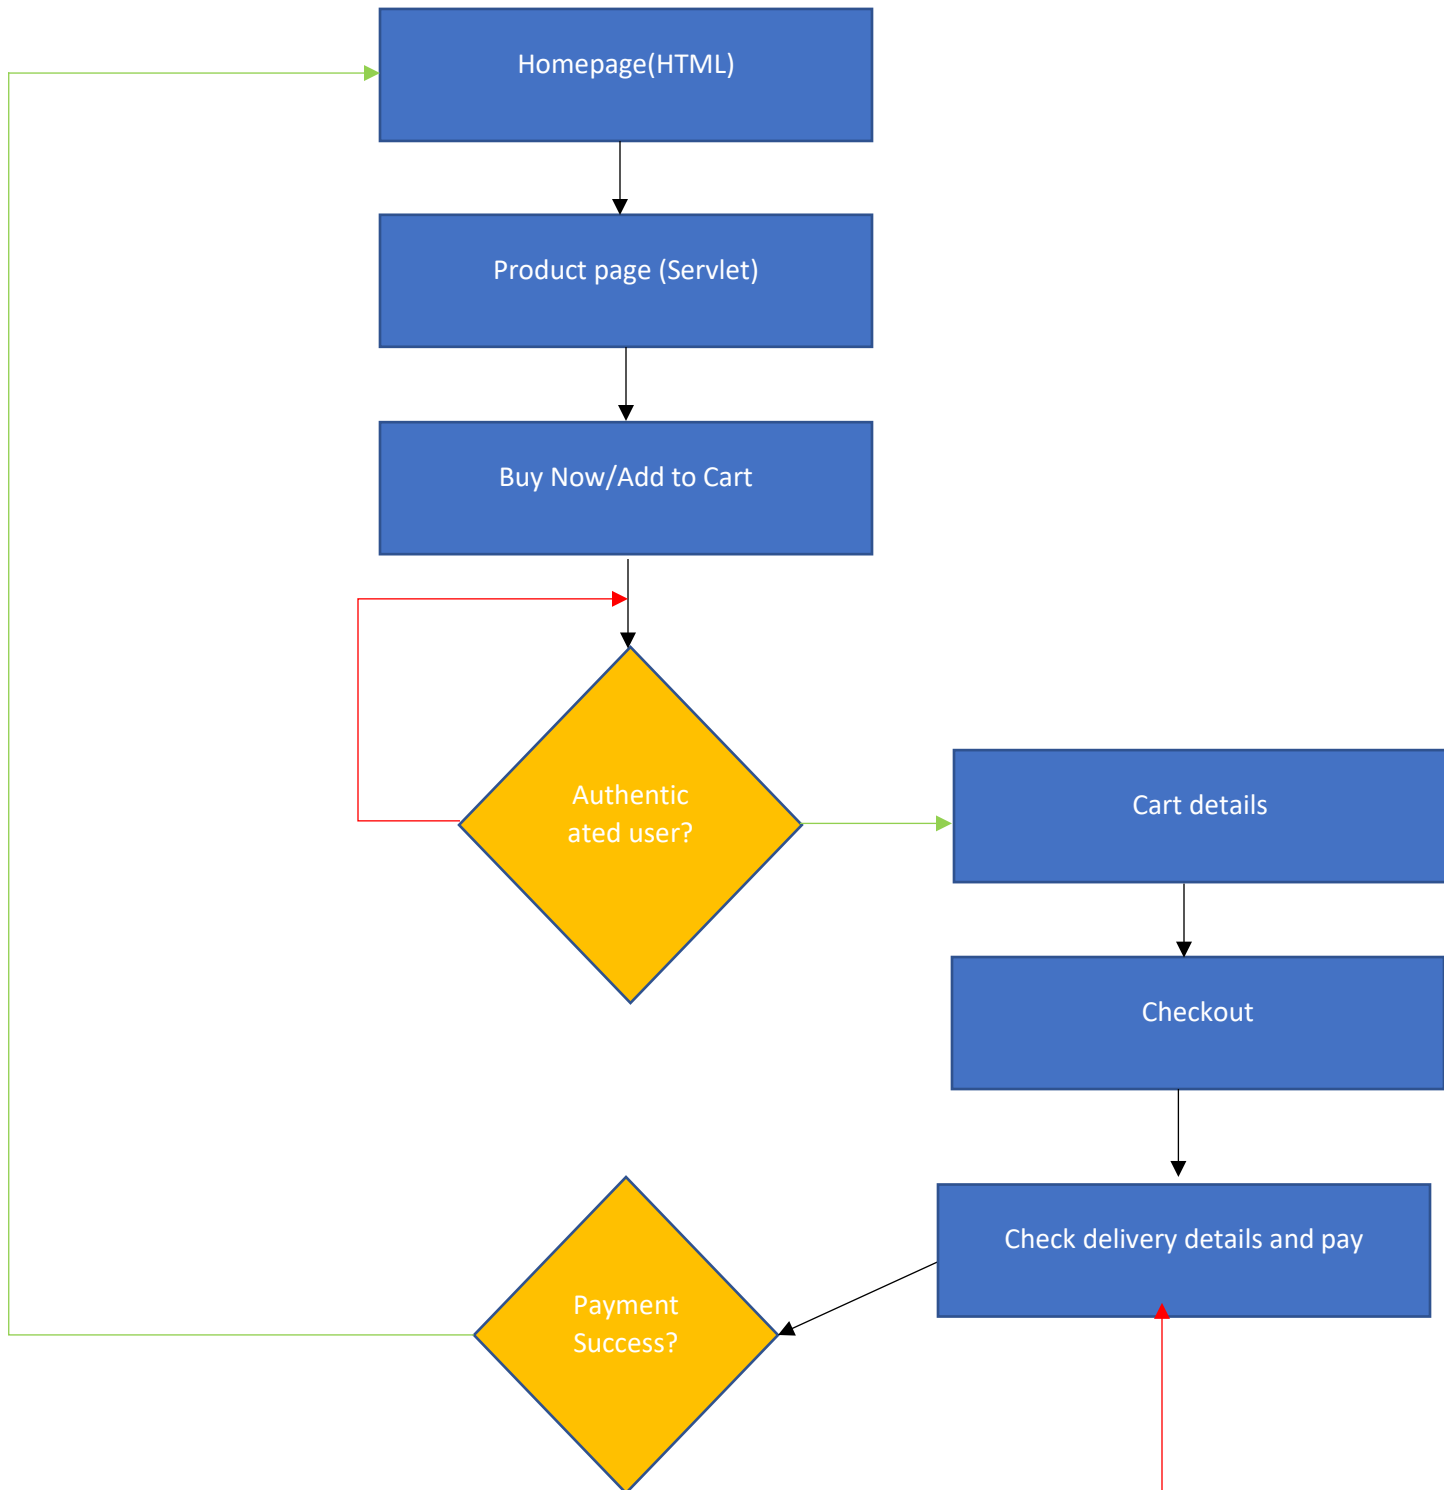 Homepage(HTML)
Product page (Servlet)
Buy Now/Add to Cart
Authentic
ated user?
Cart details
Checkout
Check delivery details and pay
Payment
Success?